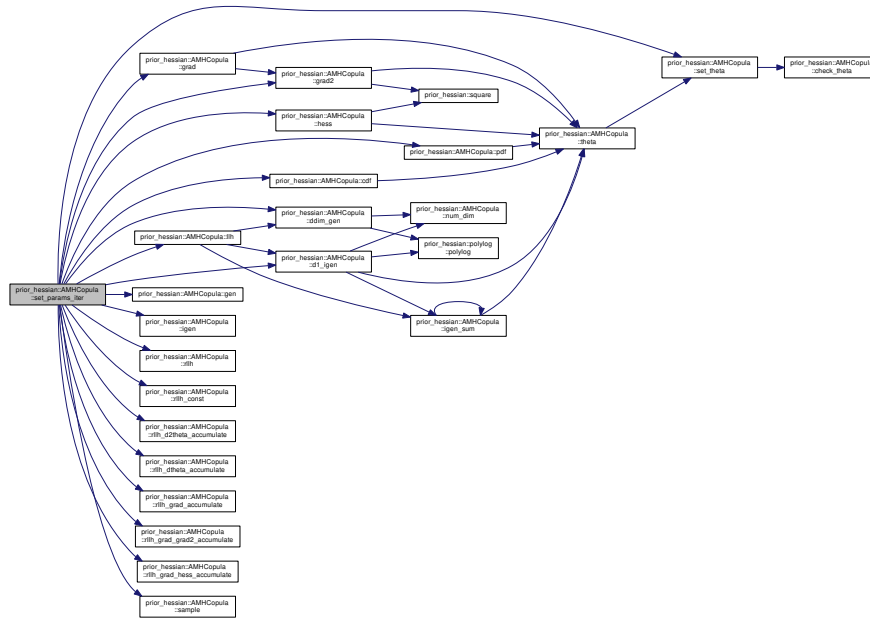 prior_hessian::AMHCopula
::set_params_iter
prior_hessian::AMHCopula
::grad
prior_hessian::AMHCopula
::grad2
prior_hessian::square
prior_hessian::AMHCopula
::hess
prior_hessian::AMHCopula::pdf
prior_hessian::AMHCopula
::theta
prior_hessian::AMHCopula
::set_theta
prior_hessian::AMHCopula
::check_theta
prior_hessian::AMHCopula::cdf
prior_hessian::AMHCopula::llh
prior_hessian::AMHCopula
::ddim_gen
prior_hessian::AMHCopula
::num_dim
prior_hessian::polylog
::polylog
prior_hessian::AMHCopula
::d1_igen
prior_hessian::AMHCopula
::igen_sum
prior_hessian::AMHCopula::gen
prior_hessian::AMHCopula
::igen
prior_hessian::AMHCopula
::rllh
prior_hessian::AMHCopula
::rllh_const
prior_hessian::AMHCopula
::rllh_d2theta_accumulate
prior_hessian::AMHCopula
::rllh_dtheta_accumulate
prior_hessian::AMHCopula
::rllh_grad_accumulate
prior_hessian::AMHCopula
::rllh_grad_grad2_accumulate
prior_hessian::AMHCopula
::rllh_grad_hess_accumulate
prior_hessian::AMHCopula
::sample